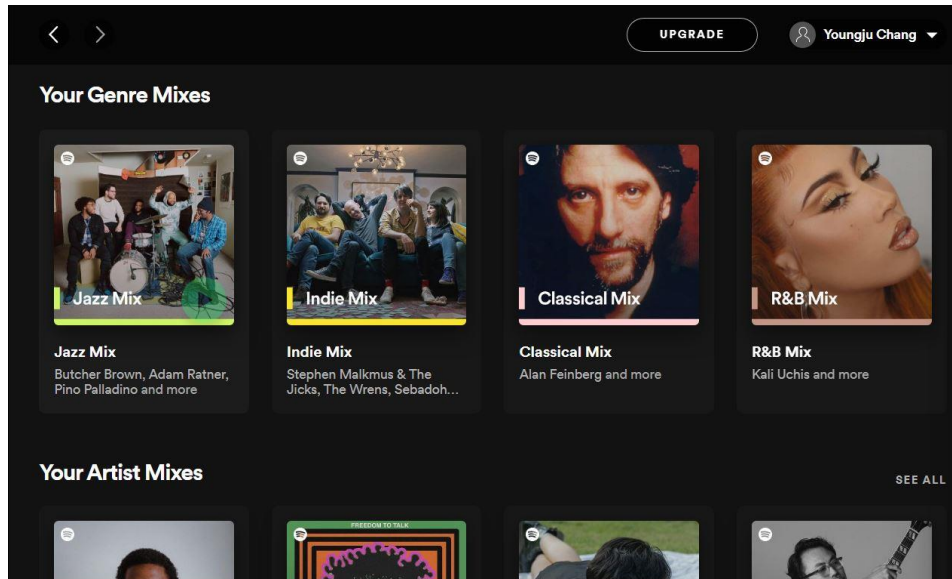 UPGRADE
Youngju Chang
Your Genre Mixes
Jazz Mix
Indie Mix
Classical Mix
R&B Mix
Jazz Mix
Butcher Brown, Adam Ratner,
Pino Palladino and more
Indie Mix
Stephen Malkmus & The
Jicks, The Wrens, Sebadoh...
Classical Mix
Alan Feinberg and more
R&B Mix
Kali Uchis and more
Your Artist Mixes
SEE ALL
FREEDOM TO TALK